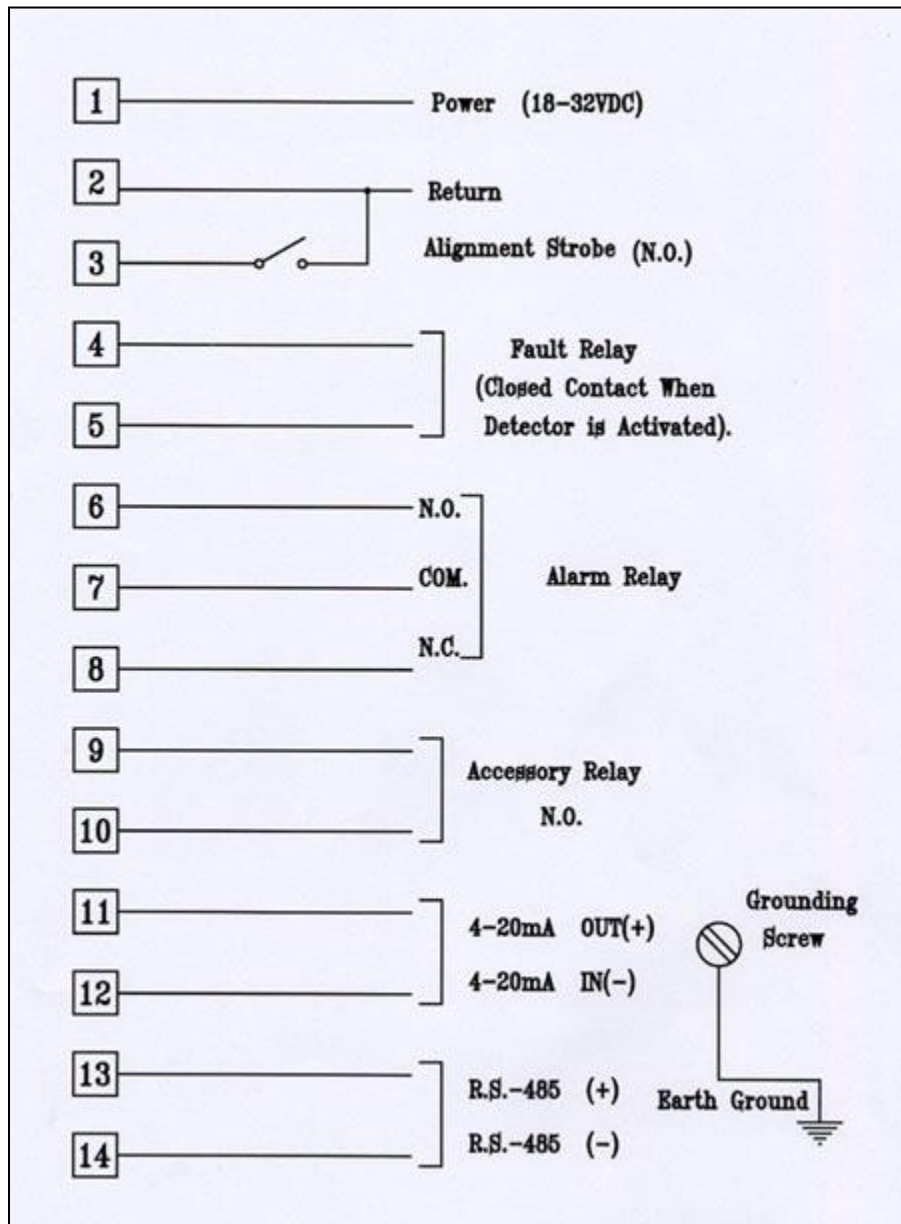 1 Power (18-32VDC)
2 Return
3 Alignment Strobe (N.O.)
4
Fault Relay
(Closed Contact When
5 Detector is Activated).
6 N.O.
7 COM. Alarm Relay
8 N.C.
9
Accessory Relay
10 N.O.
11 4-20mA OUT(+)
12 4-20mA IN(-)
Grounding
Screw
13 R.S.-485 (+)
Earth Ground
14 R.S.-485 (-)